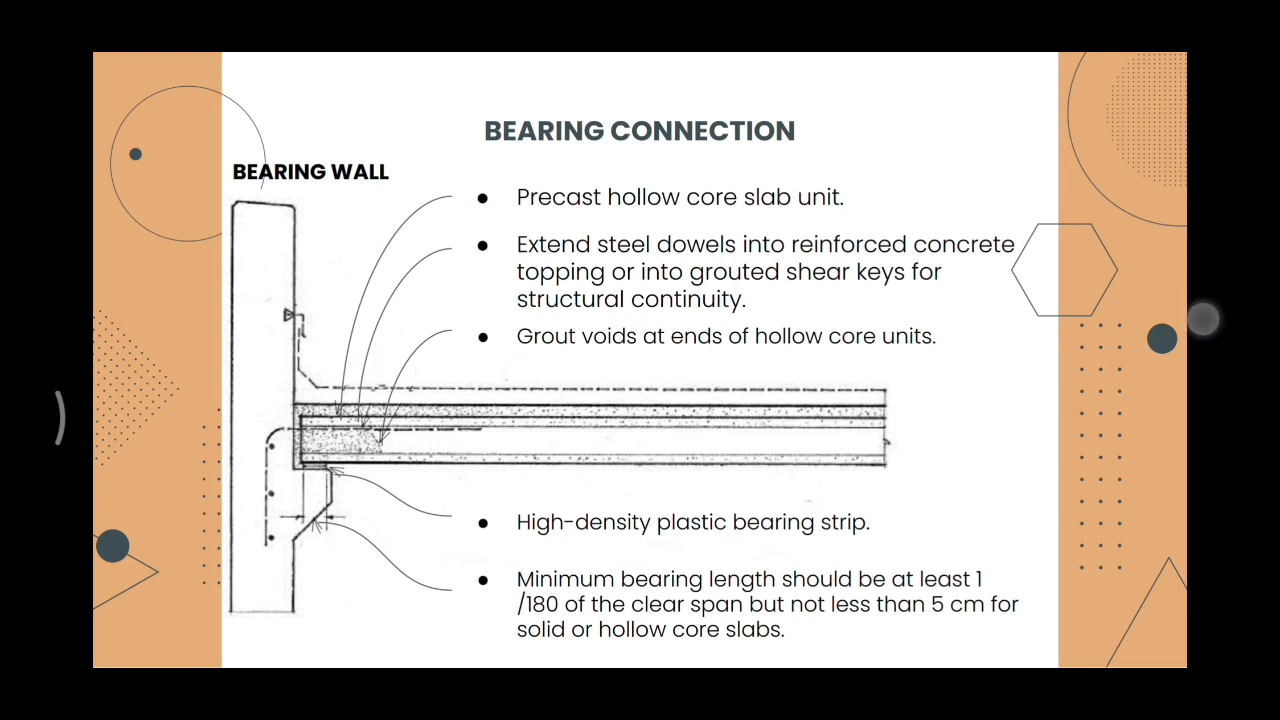 BEARING CONNECTION
BEARING WALL
● Precast hollow core slab unit.
● Extend steel dowels into reinforced concrete
topping or into grouted shear keys for
structural continuity.
● Grout voids at ends of hollow core units.
● High-density plastic bearing strip.
● Minimum bearing length should be at least 1
/180 of the clear span but not less than 5 cm for
solid or hollow core slabs.